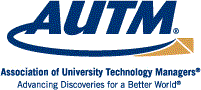 AUTM®
Association of University Technology Managers®
Advancing Discoveries for a Better World®